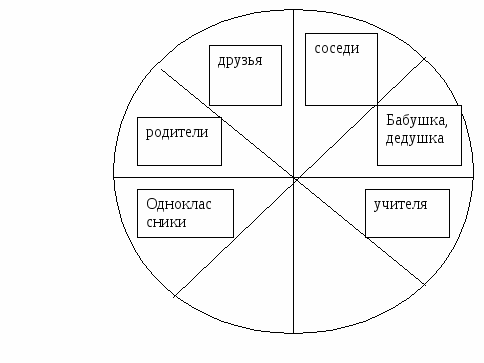 соседи
друзья
Бабушка,
дедушка
родители
Одноклас
сники
учителя